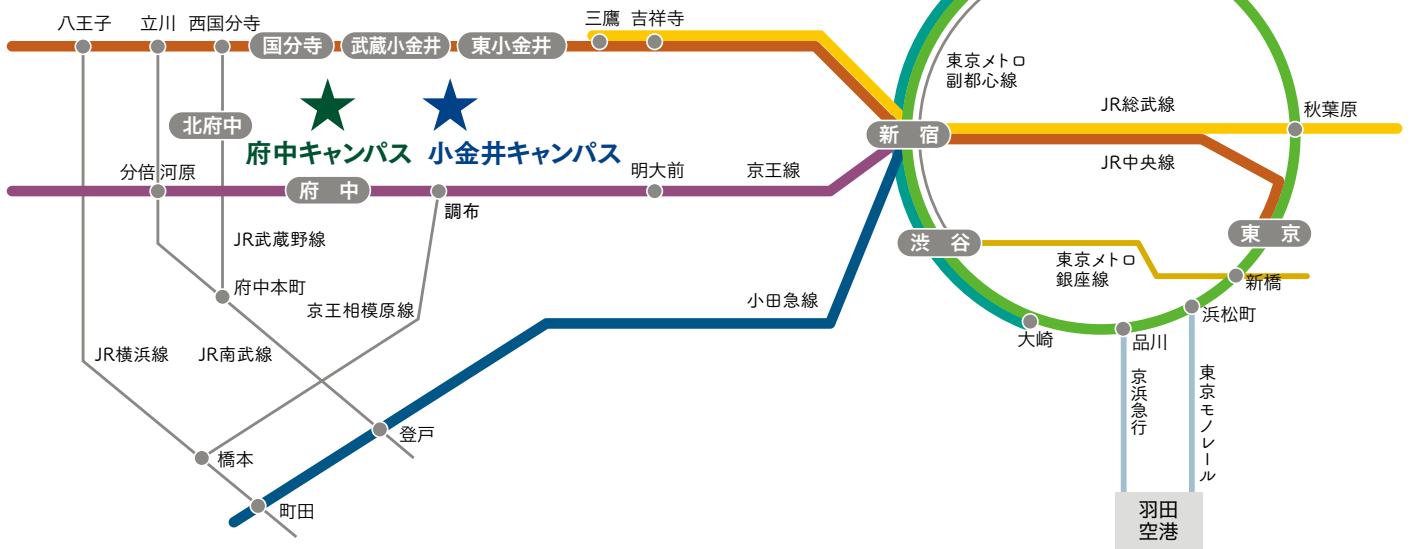 八王子
立川
西国分寺
国分寺
武蔵小金井
東小金井
三鷹
吉祥寺
東京メトロ
副都心線
JR総武線
秋葉原
北府中
府中キャンパス
小金井キャンパス
新 宿
JR中央線
分倍河原
府 中
明大前
京王線
調布
JR武蔵野線
渋 谷
東 京
東京メトロ
銀座線
新橋
府中本町
京王相模原線
小田急線
浜松町
大崎
品川
JR横浜線
JR南武線
京浜急行
東京モノレール
登戸
橋本
町田
羽田
空港